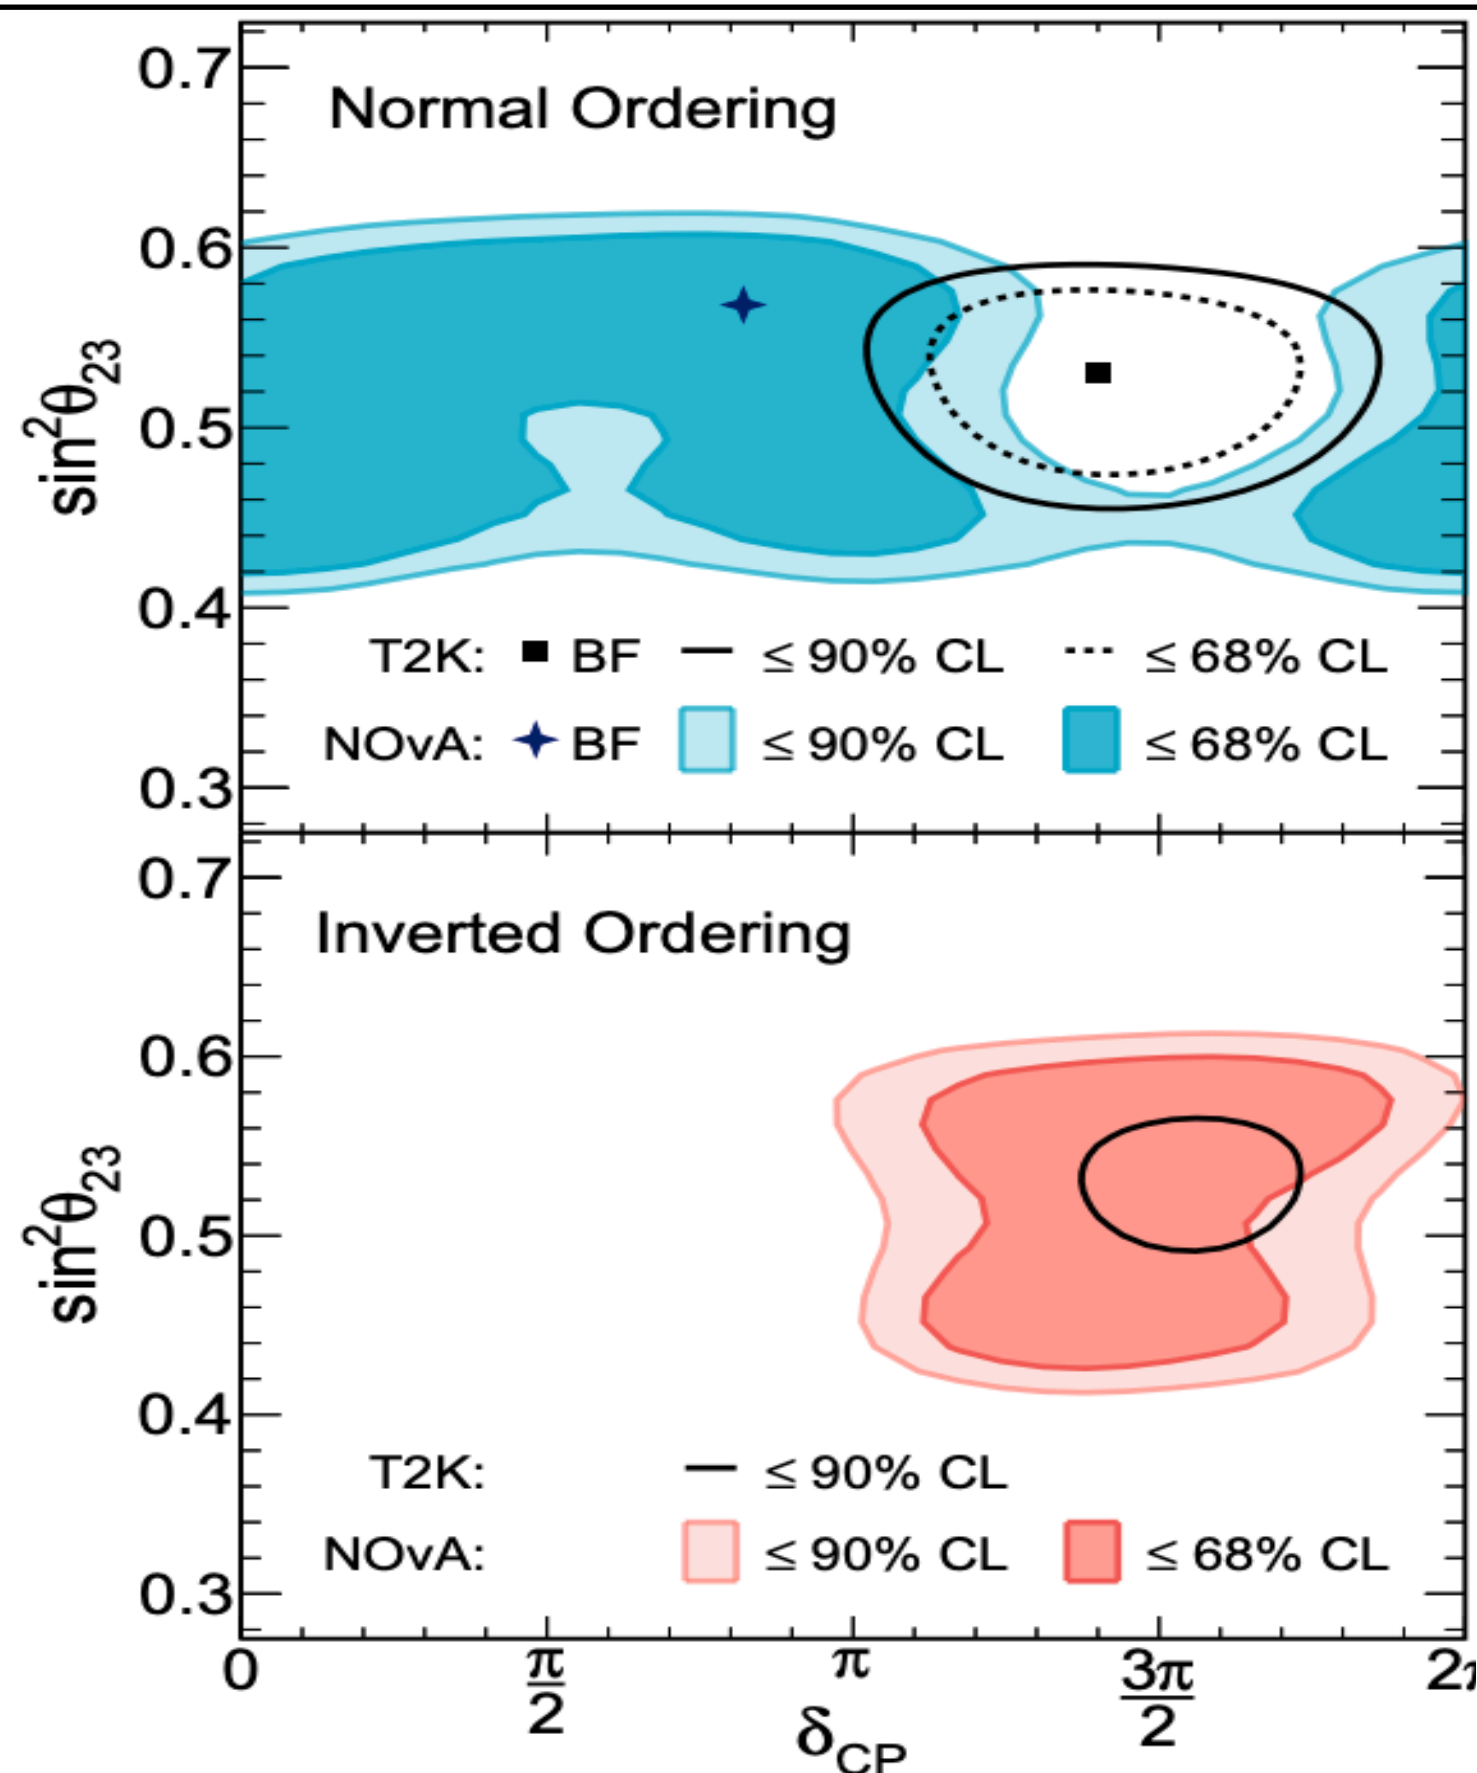 0.7
Normal Ordering
0.6
sin²θ₂₃
0.5
0.4
T2K: BF ≤ 90% CL ≤ 68% CL
NOvA: BF ≤ 90% CL ≤ 68% CL
0.3
0.7
Inverted Ordering
0.6
sin²θ₂₃
0.5
0.4
T2K: ≤ 90% CL
NOvA: ≤ 90% CL ≤ 68% CL
0.3
0 π/2 π 3π/2 2
δCP